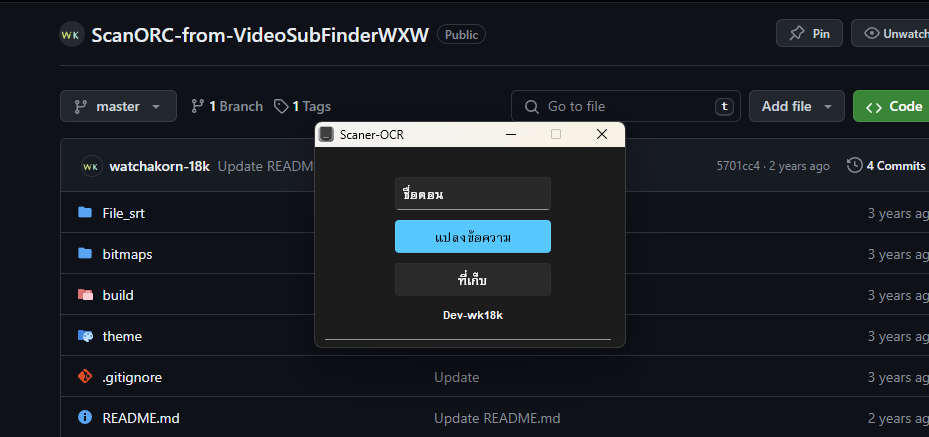 WK ScanORC-from-VideoSubFinderWXW Public Pin Unwatch
master 1 Branch 1 Tags Go to file t Add file Code
Scaner-OCR
WK watchakorn-18k Update READM 5701cc4 · 2 years ago 4 Commits
ชื่อตอน
File_srt 3 years ag
แปลงข้อความ
bitmaps 3 years ag
ที่เก็บ
build 3 years ag
Dev-wk18k
theme 3 years ag
.gitignore Update 3 years ag
README.md Update README.md 2 years ag